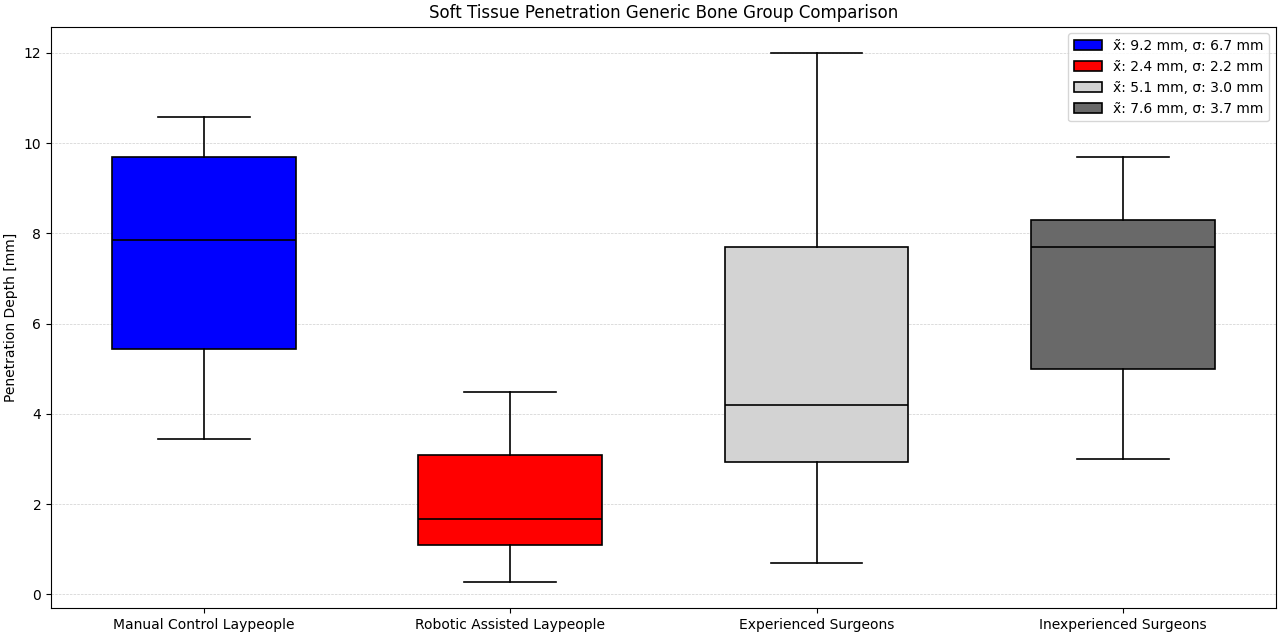 Soft Tissue Penetration Generic Bone Group Comparison
x̃: 9.2 mm, σ: 6.7 mm
x̃: 2.4 mm, σ: 2.2 mm
x̃: 5.1 mm, σ: 3.0 mm
x̃: 7.6 mm, σ: 3.7 mm
Penetration Depth [mm]
12
10
8
6
4
2
0
Manual Control Laypeople
Robotic Assisted Laypeople
Experienced Surgeons
Inexperienced Surgeons